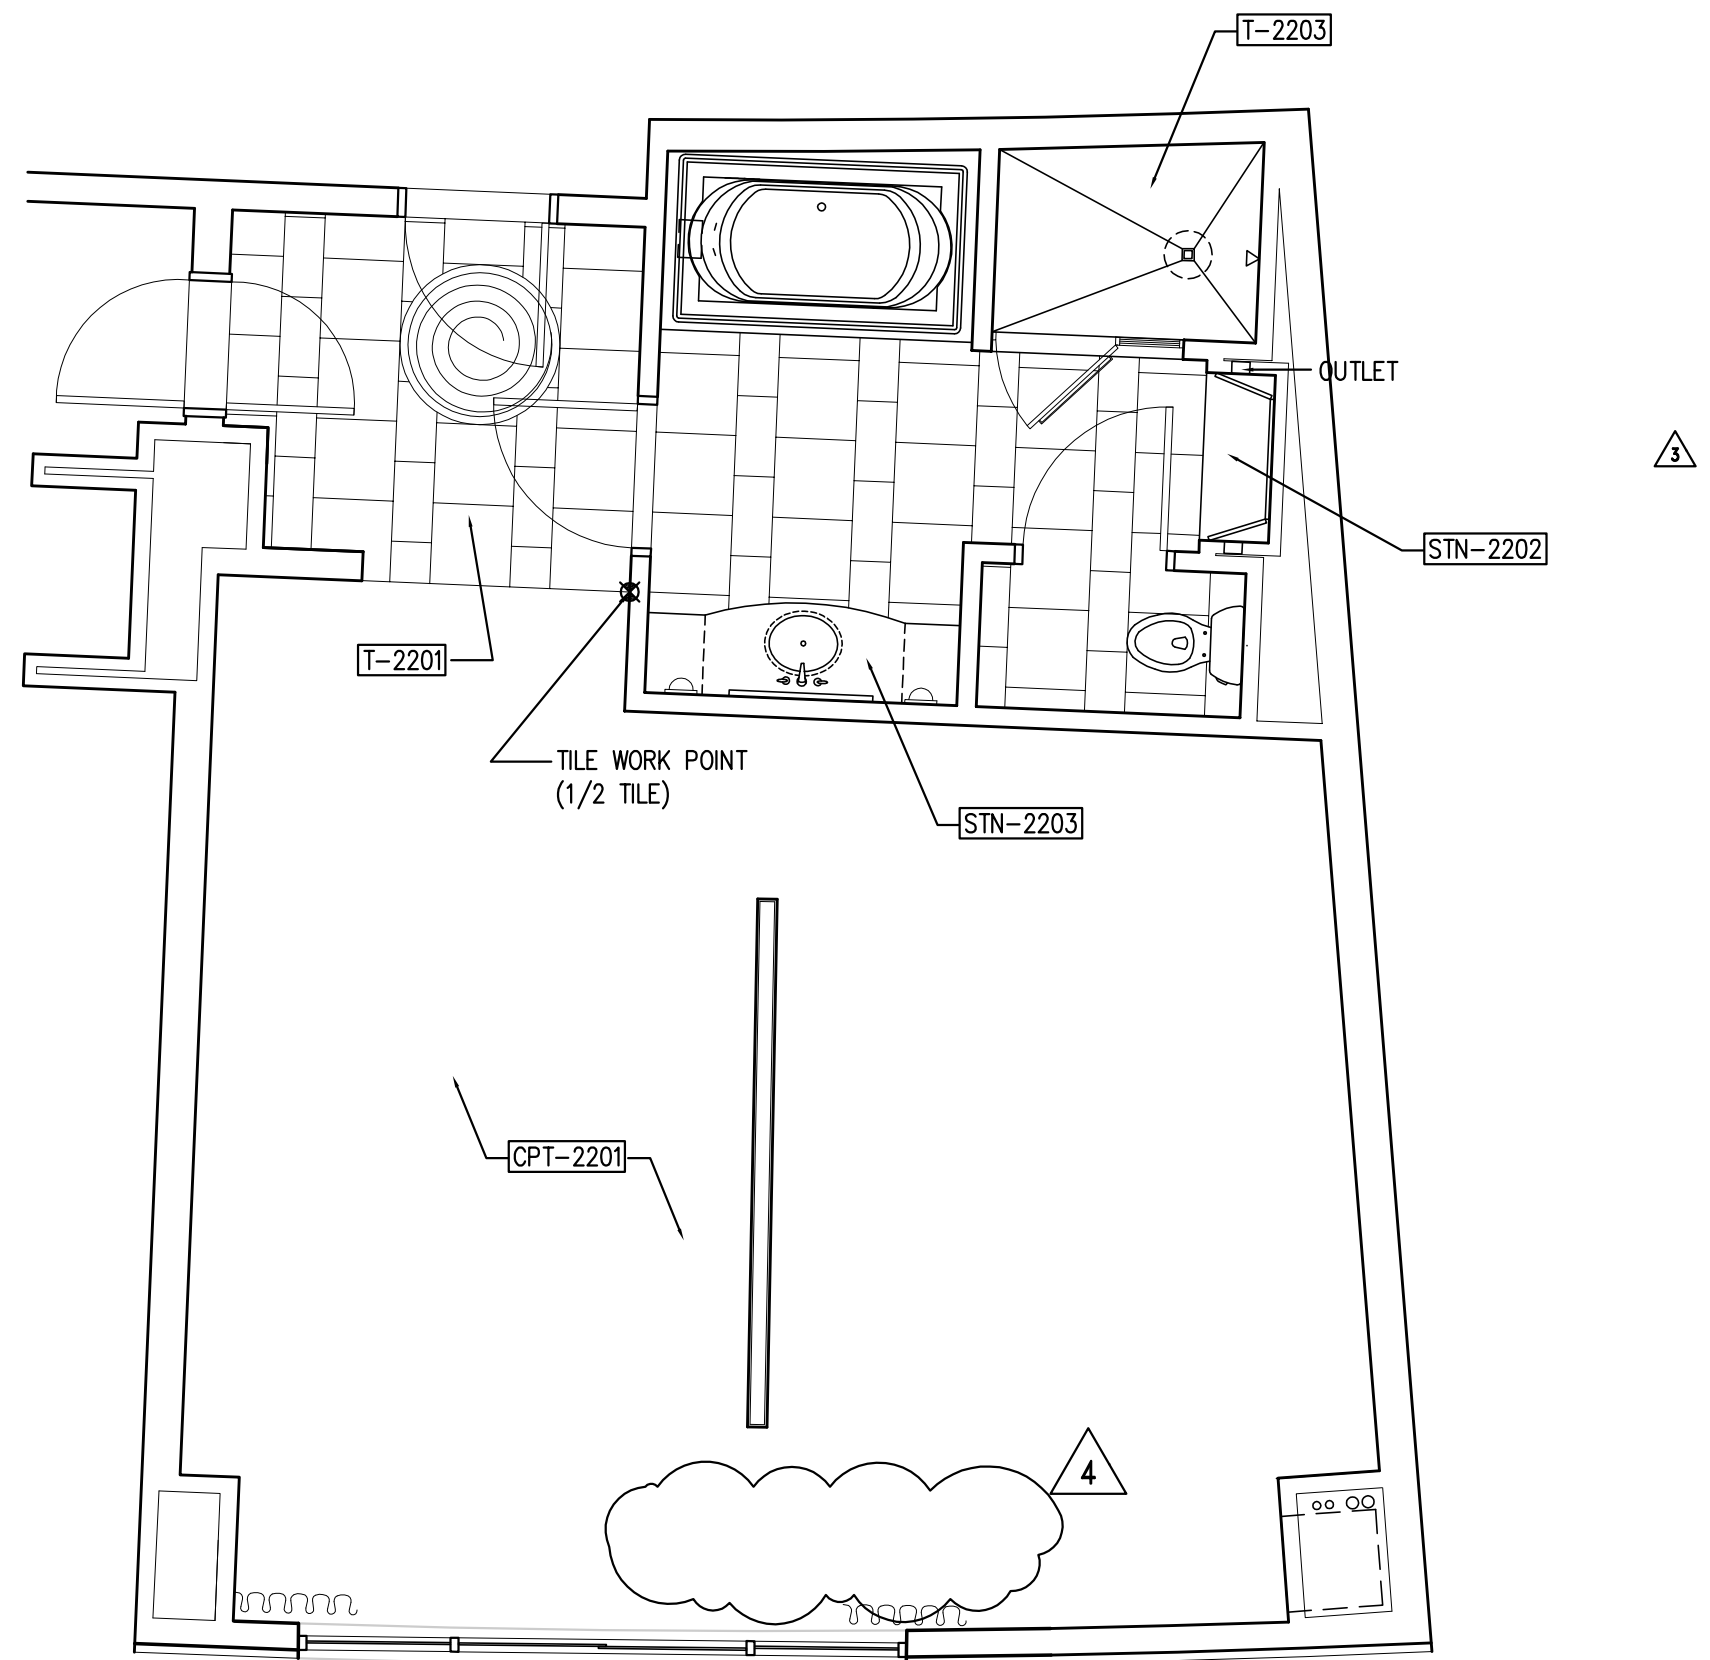 T-2203
OUTLET
3
STN-2202
T-2201
TILE WORK POINT
(1/2 TILE)
STN-2203
CPT-2201
4